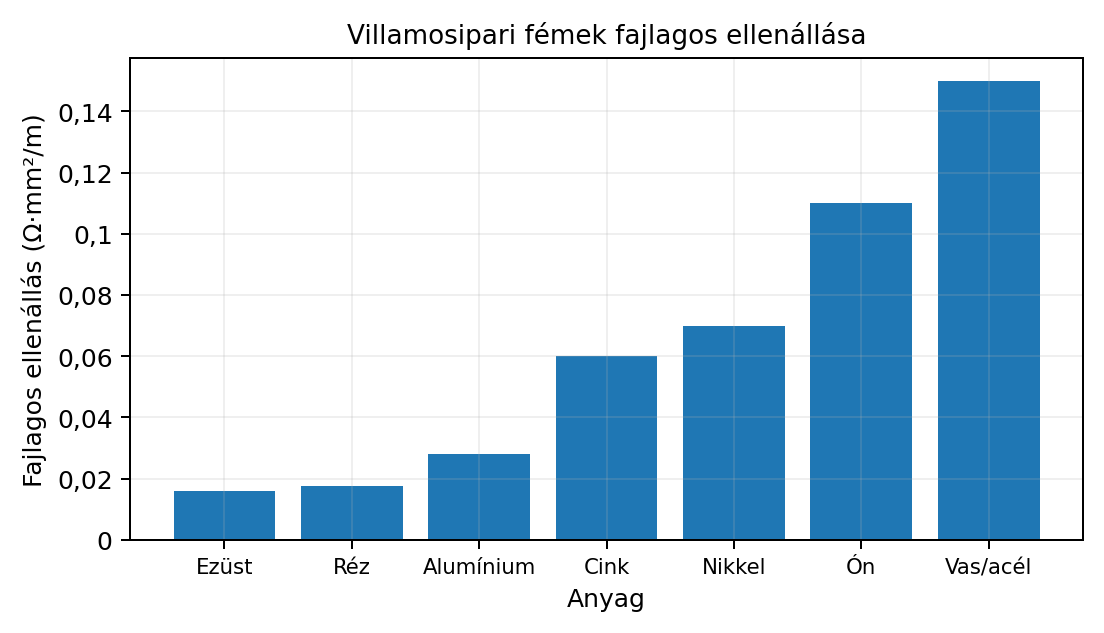 Villamosipari fémek fajlagos ellenállása
Fajlagos ellenállás (Ω·mm²/m)
0,14
0,12
0,1
0,08
0,06
0,04
0,02
0
Ezüst Réz Alumínium Cink Nikkel Ón Vas/acél
Anyag